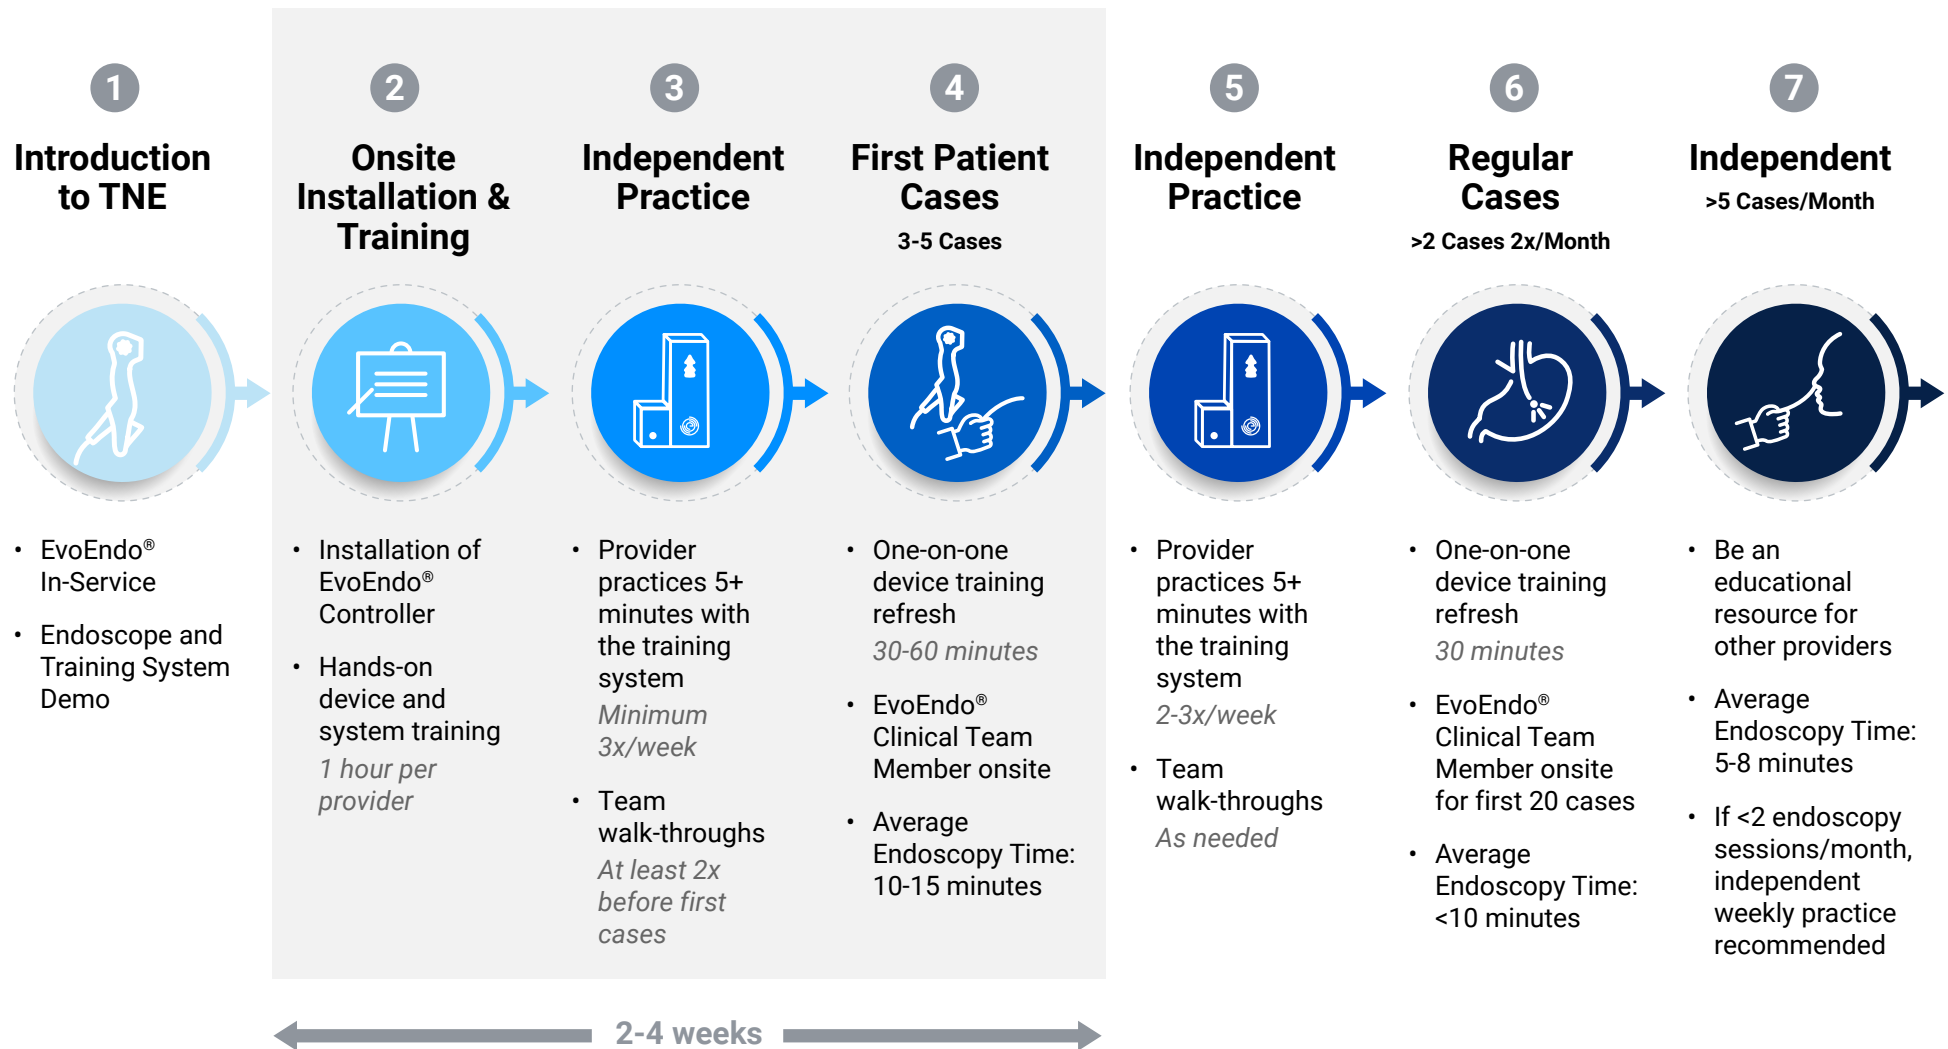 1
Introduction
to TNE
• EvoEndo®
In-Service
• Endoscope and
Training System
Demo
2
Onsite
Installation &
Training
• Installation of
EvoEndo®
Controller
• Hands-on
device and
system training
1 hour per
provider
3
Independent
Practice
• Provider
practices 5+
minutes with
the training
system
Minimum
3x/week
• Team
walk-throughs
At least 2x
before first
cases
4
First Patient
Cases
3-5 Cases
• One-on-one
device training
refresh
30-60 minutes
• EvoEndo®
Clinical Team
Member onsite
• Average
Endoscopy Time:
10-15 minutes
5
Independent
Practice
• Provider
practices 5+
minutes with
the training
system
2-3x/week
• Team
walk-throughs
As needed
6
Regular
Cases
>2 Cases 2x/Month
• One-on-one
device training
refresh
30 minutes
• EvoEndo®
Clinical Team
Member onsite
for first 20 cases
• Average
Endoscopy Time:
<10 minutes
7
Independent
>5 Cases/Month
• Be an
educational
resource for
other providers
• Average
Endoscopy Time:
5-8 minutes
• If <2 endoscopy
sessions/month,
independent
weekly practice
recommended
2-4 weeks